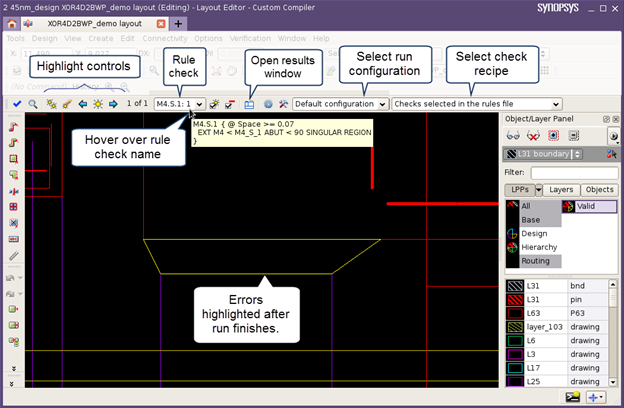 2 45nm_design XOR4D2BWP_demo layout (Editing) - Layout Editor - Custom Compiler
SYNOPSYS
XOR4D2BWP_demo layout
Tools Design Edit View Create
Highlight controls
Rule check
Open results window
Select run configuration
Select check recipe
1 of 1
M4.S.1: 1
Default configuration
Checks selected in the rules file
Hover over rule check name
M4.S.1 { @ Space >= 0.07
EXT M4 < M4_S_1 ABUT < 90 SINGULAR REGION
}
Errors highlighted after run finishes.
Object/Layer Panel
L31 boundary
Filter:
LPPs
Layers
Objects
All
Valid
Base
Design
Hierarchy
Routing
L31 bnd
L31 pin
L63 P63
layer_103 drawing
L6 drawing
L3 drawing
L17 drawing
L25 drawing